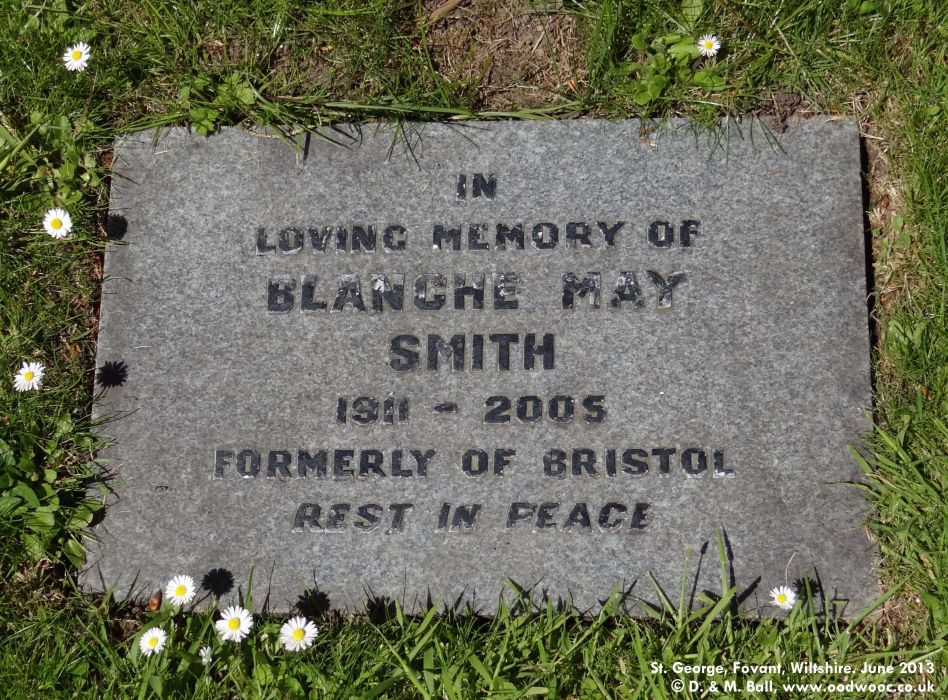 IN
LOVING MEMORY OF
BLANCHE MAY
SMITH
1911 - 2005
FORMERLY OF BRISTOL
REST IN PEACE
St. George, Fovant, Wiltshire. June 2013
© D. & M. Ball, www.oodwooc.co.uk